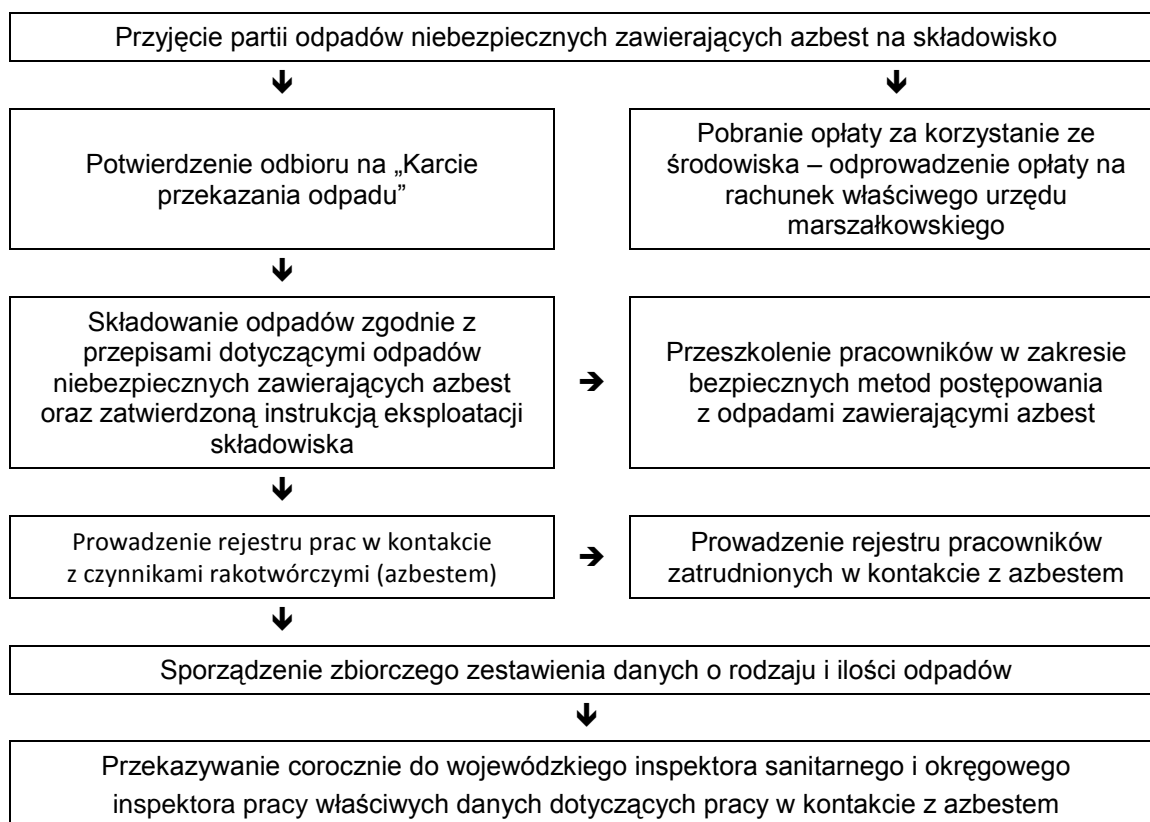 Przyjęcie partii odpadów niebezpiecznych zawierających azbest na składowisko
Potwierdzenie odbioru na „Karcie
przekazania odpadu”
Pobranie opłaty za korzystanie ze
środowiska – odprowadzenie opłaty na
rachunek właściwego urzędu
marszałkowskiego
Składowanie odpadów zgodnie z
przepisami dotyczącymi odpadów
niebezpiecznych zawierających azbest
oraz zatwierdzoną instrukcją eksploatacji
składowiska
Przeszkolenie pracowników w zakresie
bezpiecznych metod postępowania
z odpadami zawierającymi azbest
Prowadzenie rejestru prac w kontakcie
z czynnikami rakotwórczymi (azbestem)
Prowadzenie rejestru pracowników
zatrudnionych w kontakcie z azbestem
Sporządzenie zbiorczego zestawienia danych o rodzaju i ilości odpadów
Przekazywanie corocznie do wojewódzkiego inspektora sanitarnego i okręgowego
inspektora pracy właściwych danych dotyczących pracy w kontakcie z azbestem